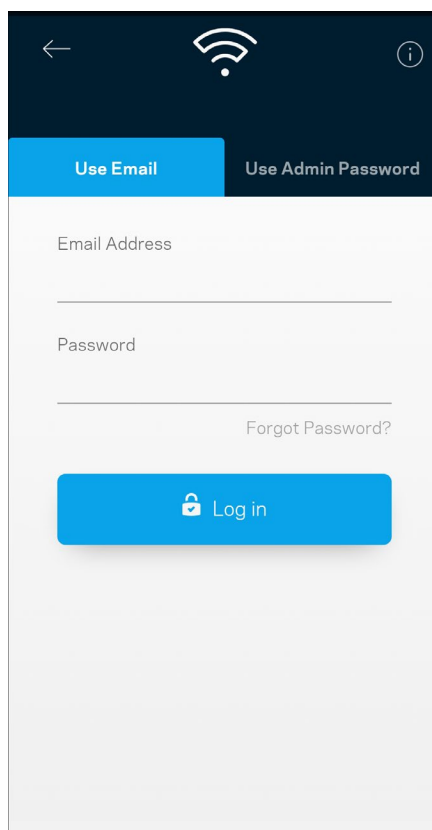 Use Email
Use Admin Password
Email Address
Password
Forgot Password?
Log in